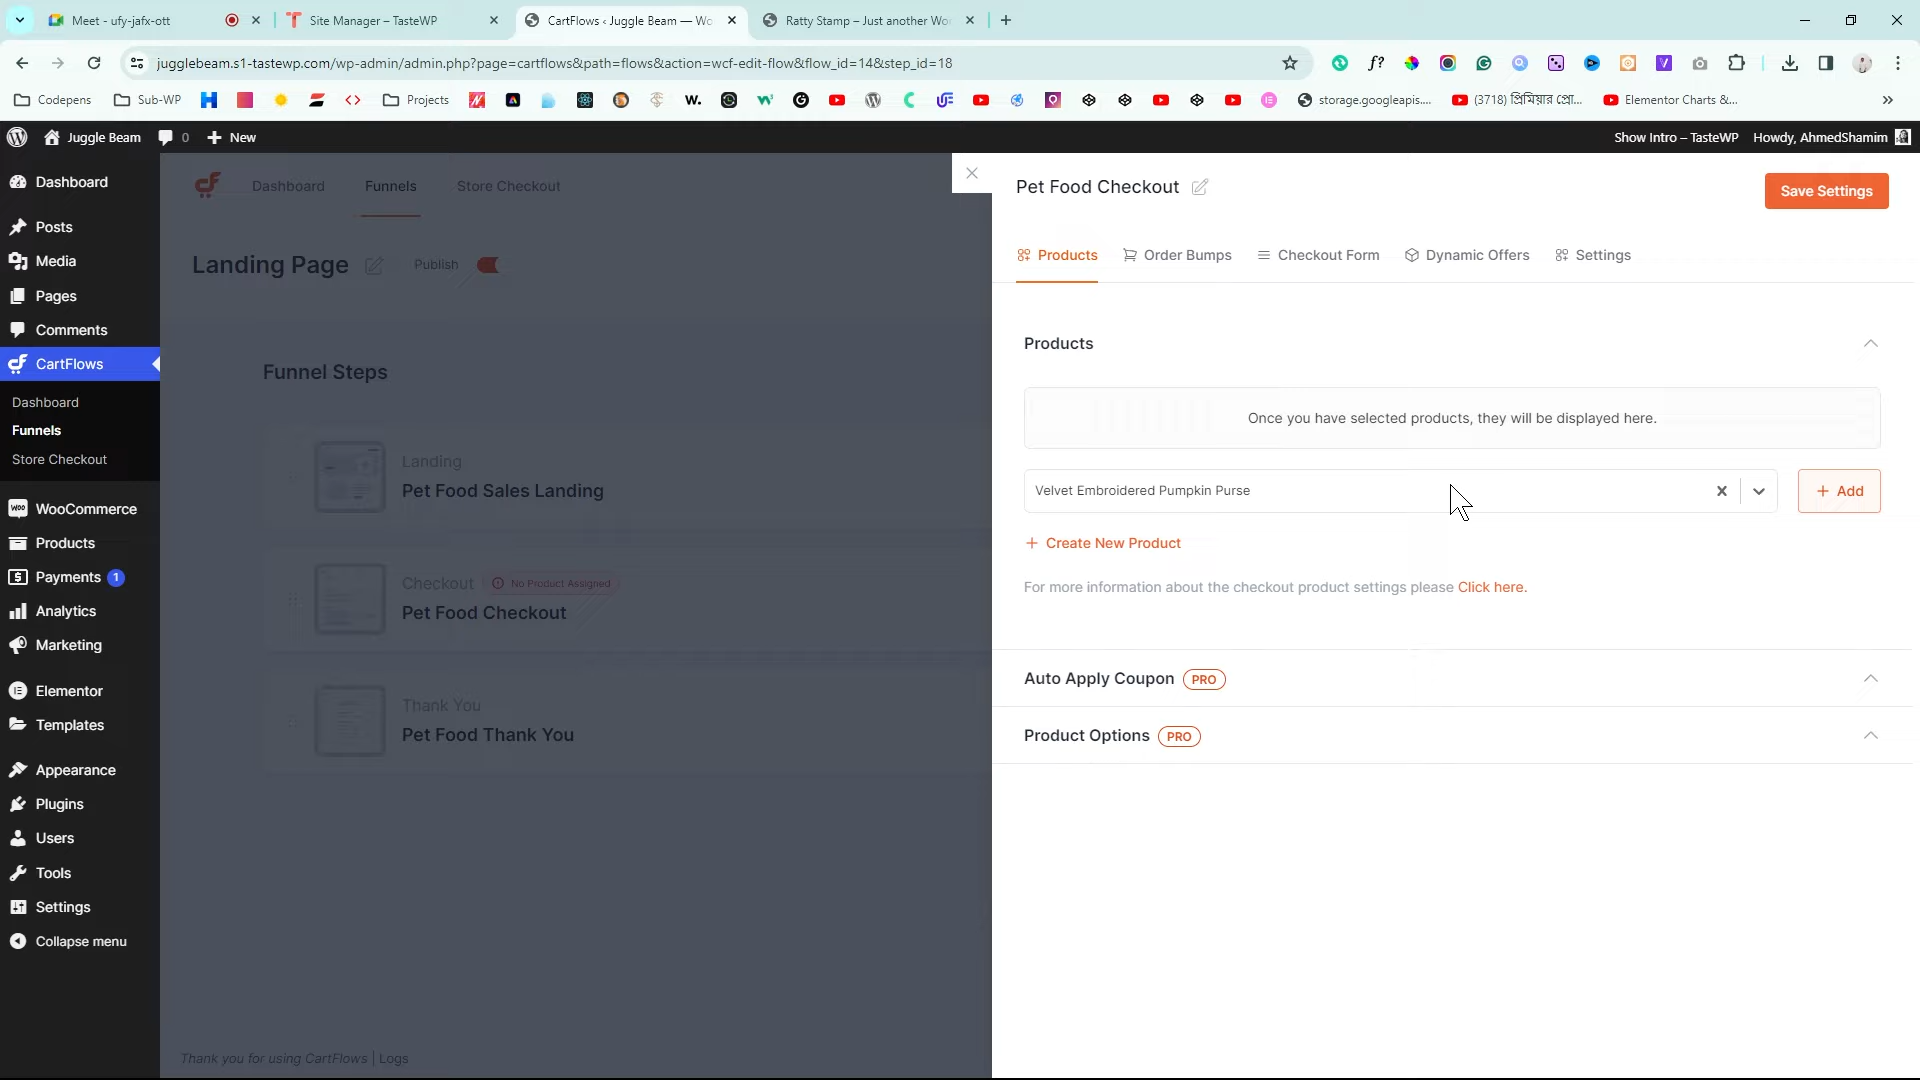 Meet - ufy-jafx-ott
Site Manager – TasteWP
CartFlows ‹ Juggle Beam — Wo
Ratty Stamp – Just another Wo
jugglebeam.s1-tastewp.com/wp-admin/admin.php?page=cartflows&path=flows&action=wcf-edit-flow&flow_id=14&step_id=18
Codepens
Sub-WP
Projects
storage.googleapis....
(3718) প্রিমিয়ার প্রো...
Elementor Charts &...
Juggle Beam
0
New
Show Intro – TasteWP
Howdy, AhmedShamim
Dashboard
Posts
Media
Pages
Comments
CartFlows
Dashboard
Funnels
Store Checkout
WooCommerce
Products
Payments 1
Analytics
Marketing
Elementor
Templates
Appearance
Plugins
Users
Tools
Settings
Collapse menu
Dashboard
Funnels
Store Checkout
Landing Page
Publish
Funnel Steps
Landing
Pet Food Sales Landing
Checkout
No Product Assigned
Pet Food Checkout
Thank You
Pet Food Thank You
Thank you for using CartFlows | Logs
Pet Food Checkout
Save Settings
Products
Order Bumps
Checkout Form
Dynamic Offers
Settings
Products
Once you have selected products, they will be displayed here.
Velvet Embroidered Pumpkin Purse
+ Add
+ Create New Product
For more information about the checkout product settings please Click here.
Auto Apply Coupon PRO
Product Options PRO